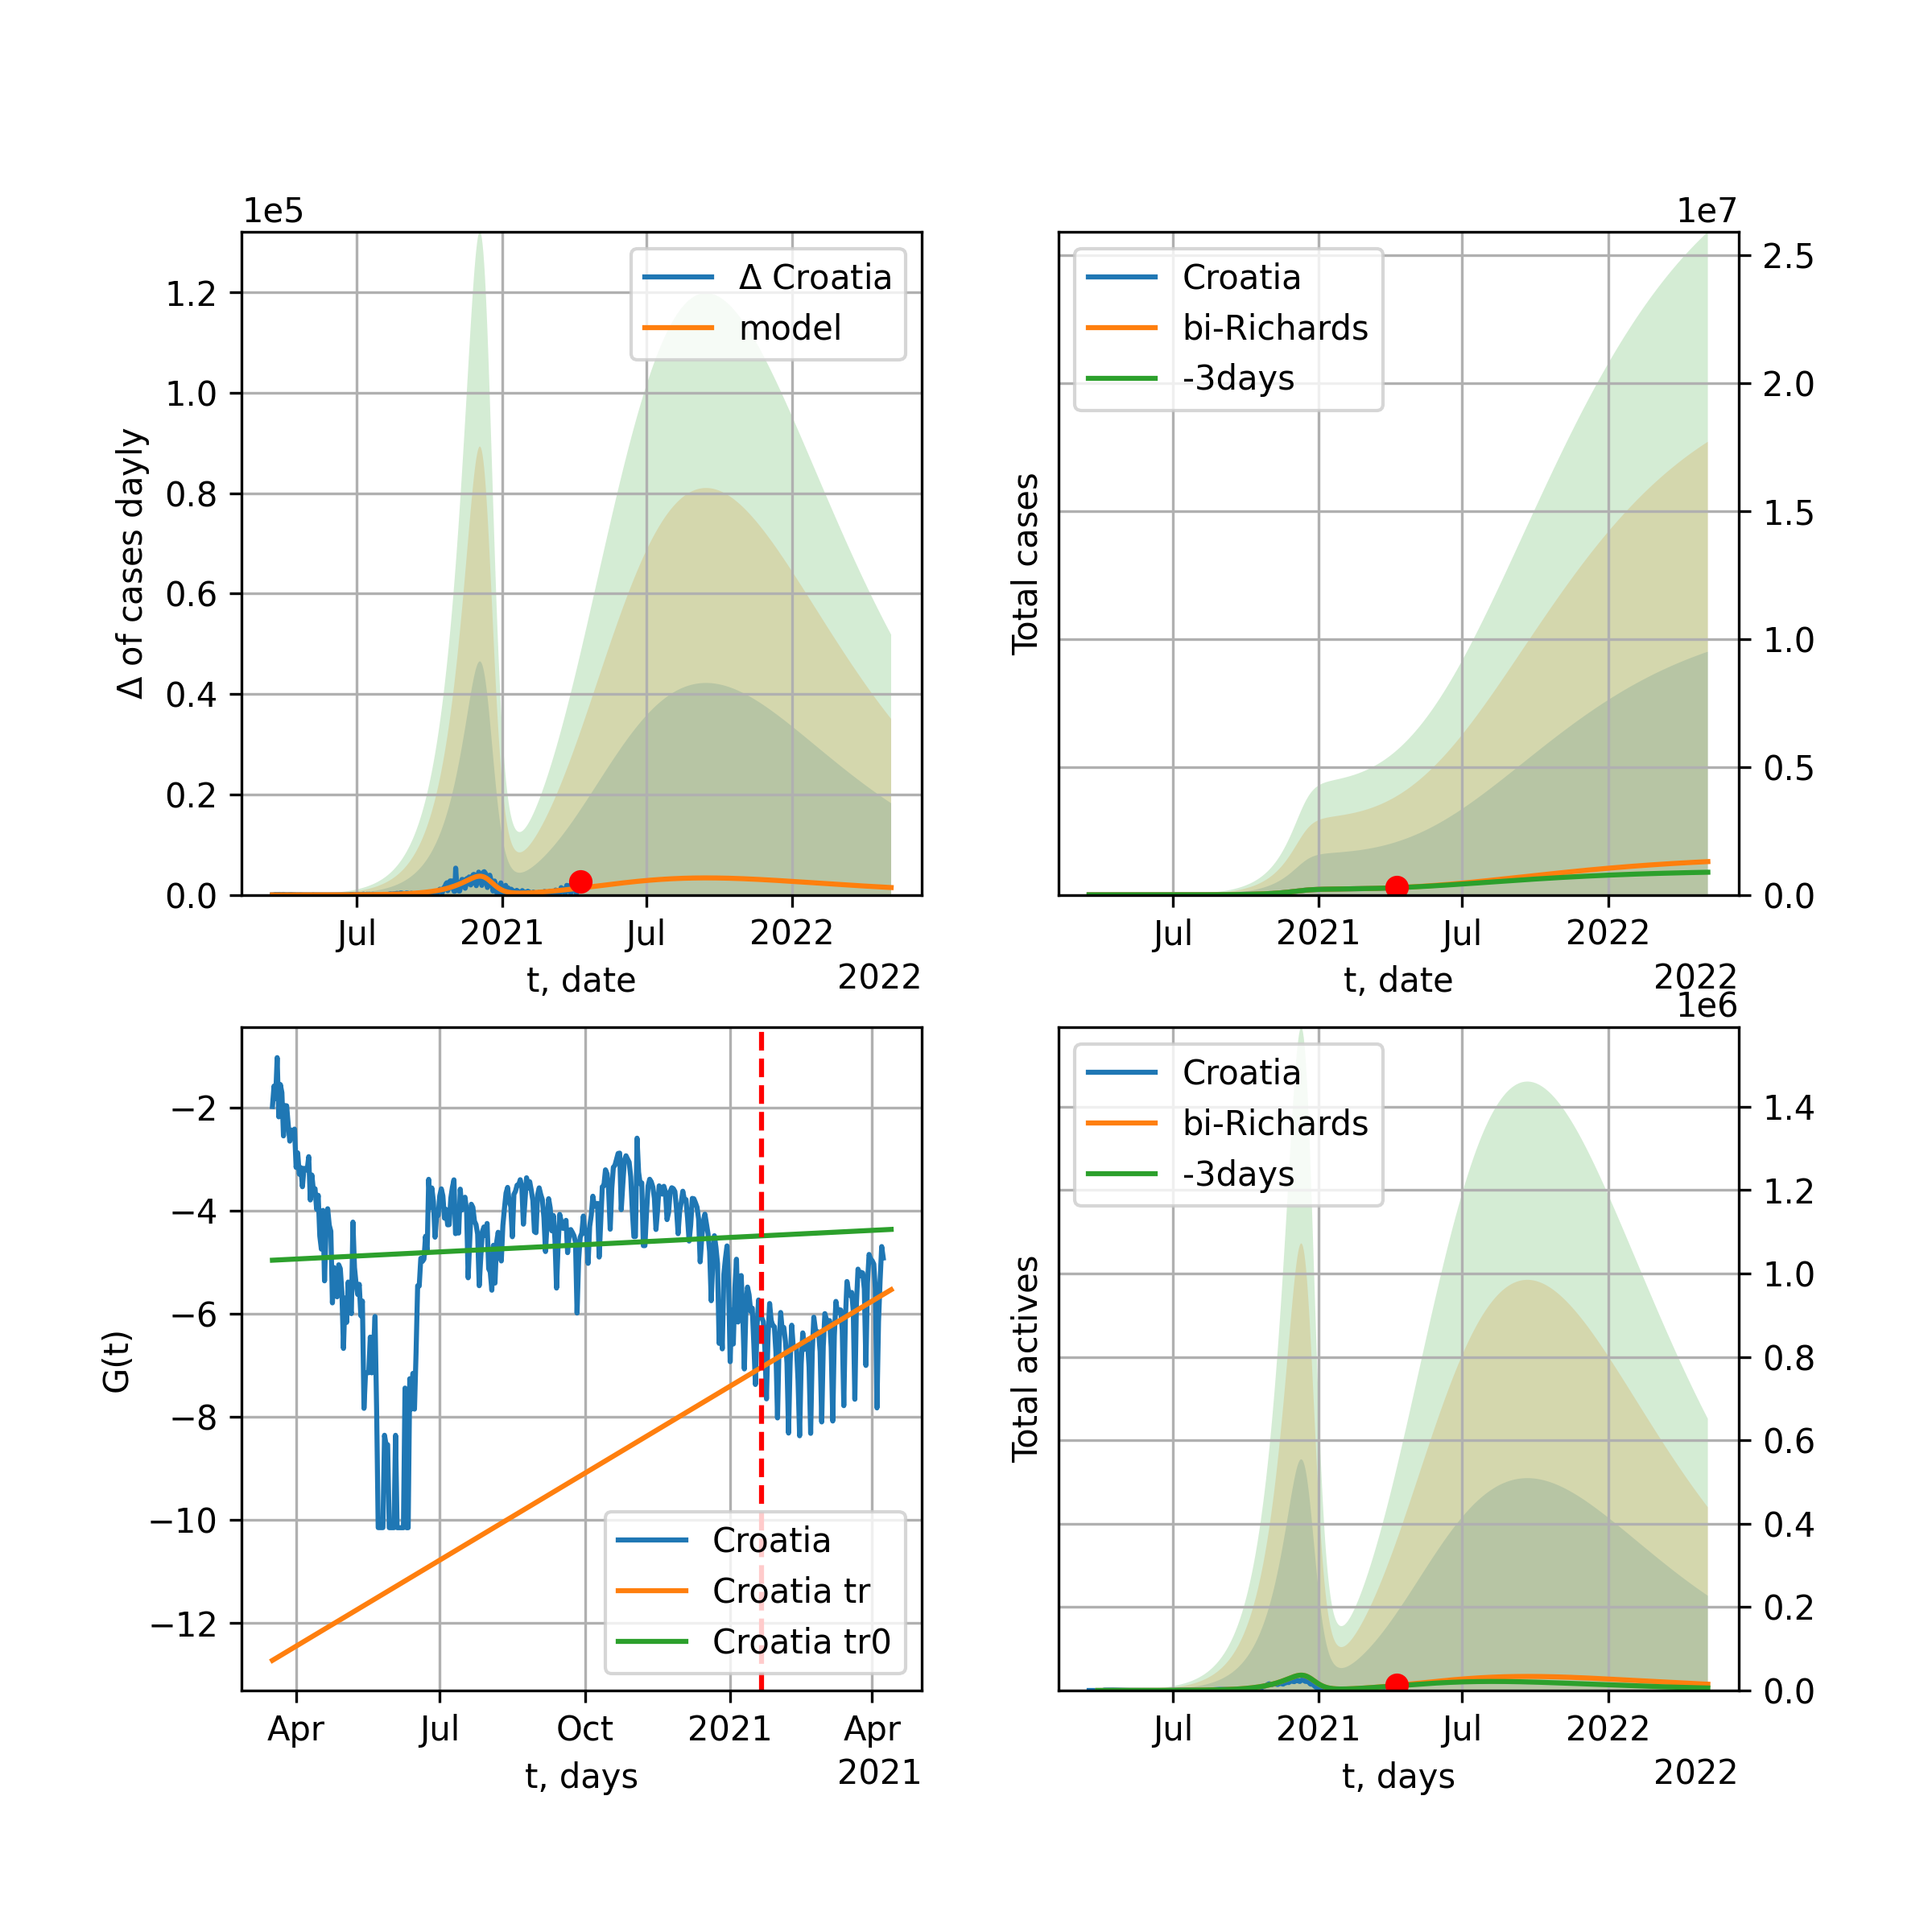 1e5
Δ of cases dayly
1.2
1.0
0.8
0.6
0.4
0.2
0.0
Δ Croatia
model
Jul 2021 Jul 2022
t, date
2022
1e7
Total cases
Croatia
bi-Richards
-3days
2.5
2.0
1.5
1.0
0.5
0.0
Jul 2021 Jul 2022
t, date
2022
G(t)
−2
−4
−6
−8
−10
−12
Croatia
Croatia tr
Croatia tr0
Apr Jul Oct 2021 Apr
t, days
2021
1e6
Total actives
Croatia
bi-Richards
-3days
1.4
1.2
1.0
0.8
0.6
0.4
0.2
0.0
Jul 2021 Jul 2022
t, days
2022